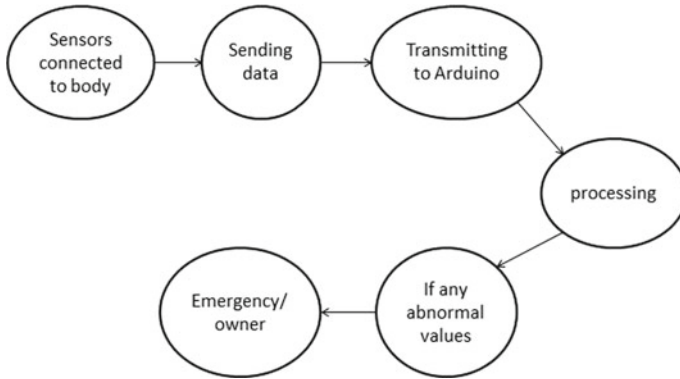 Sensors
connected
to body
Sending
data
Transmitting
to Arduino
processing
If any
abnormal
values
Emergency/
owner